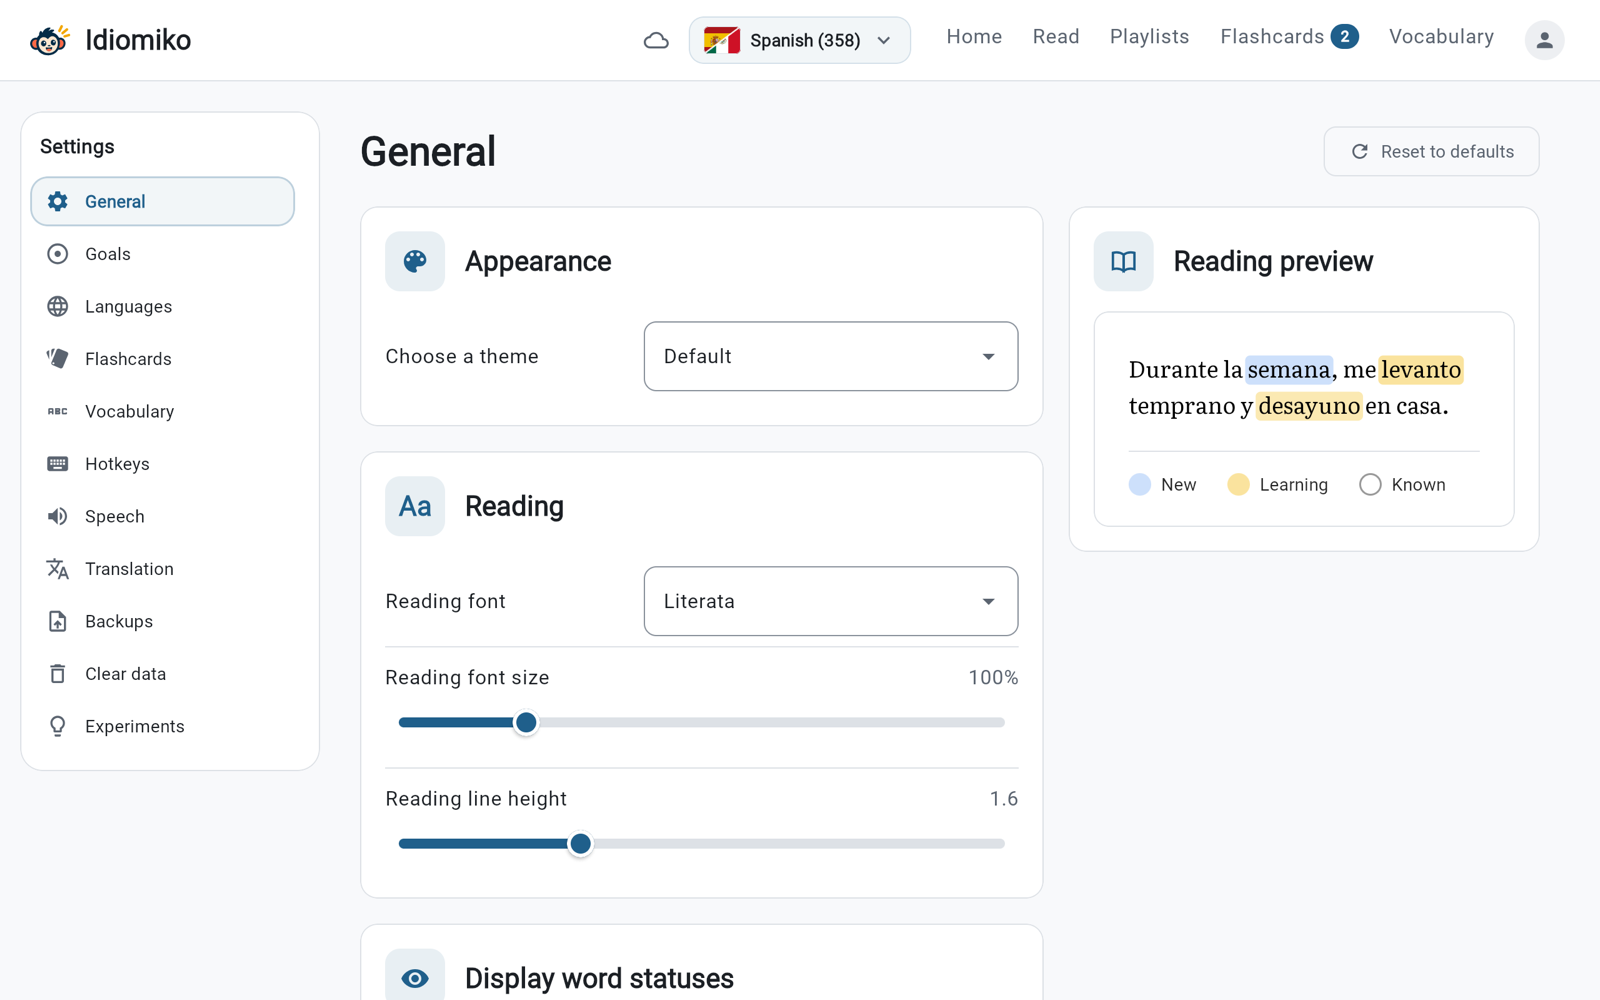 Idiomiko
Spanish (358)
Home
Read
Playlists
Flashcards 2
Vocabulary
Settings
General
Goals
Languages
Flashcards
ABC Vocabulary
Hotkeys
Speech
Translation
Backups
Clear data
Experiments
General
Reset to defaults
Appearance
Choose a theme
Default
Aa Reading
Reading font
Literata
Reading font size
100%
Reading line height
1.6
Display word statuses
Reading preview
Durante la semana, me levanto
temprano y desayuno en casa.
New
Learning
Known